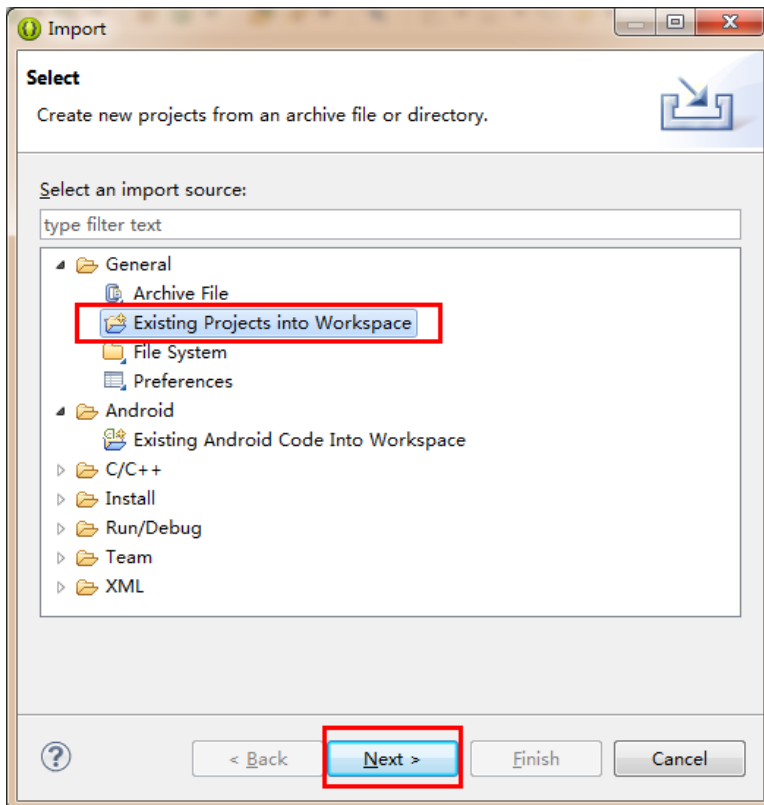 Import
Select
Create new projects from an archive file or directory.
Select an import source:
type filter text
General
Archive File
Existing Projects into Workspace
File System
Preferences
Android
Existing Android Code Into Workspace
C/C++
Install
Run/Debug
Team
XML
?
< Back
Next >
Finish
Cancel